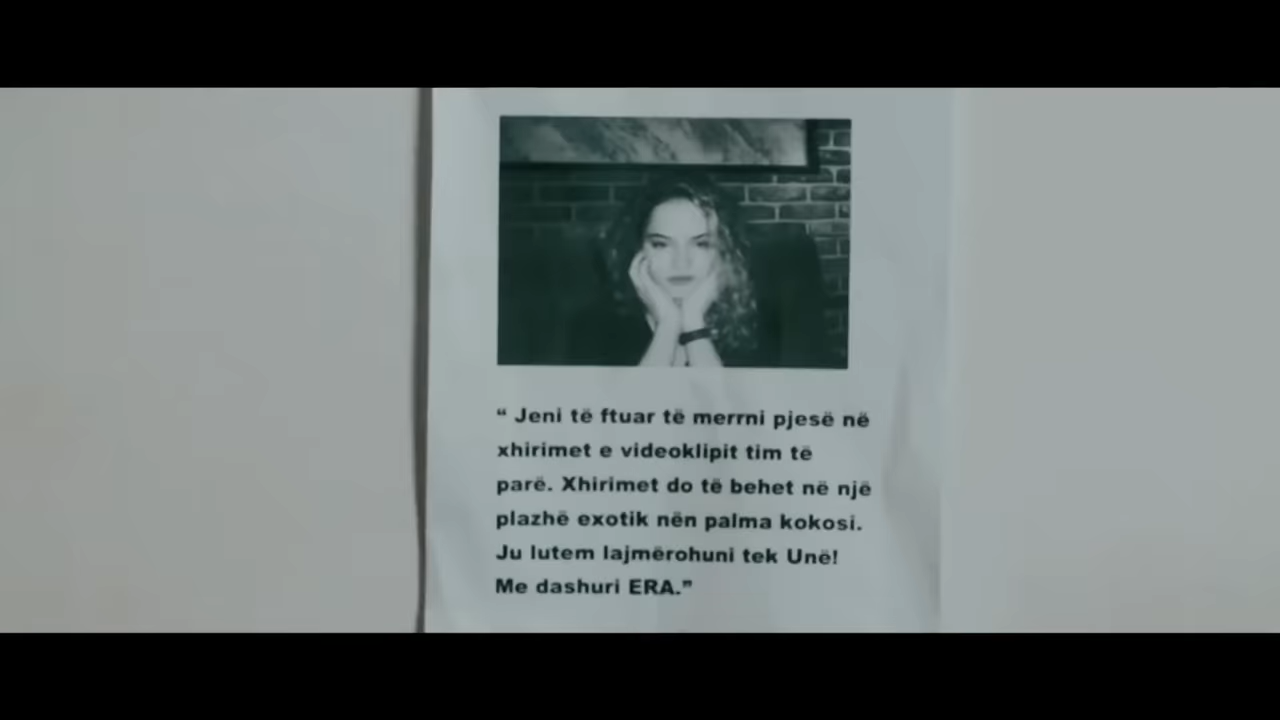 “ Jeni të ftuar të merrni pjesë në
xhirimet e videoklipit tim të
parë. Xhirimet do të behet në një
plazhë exotik nën palma kokosi.
Ju lutem lajmërohuni tek Unë!
Me dashuri ERA.”